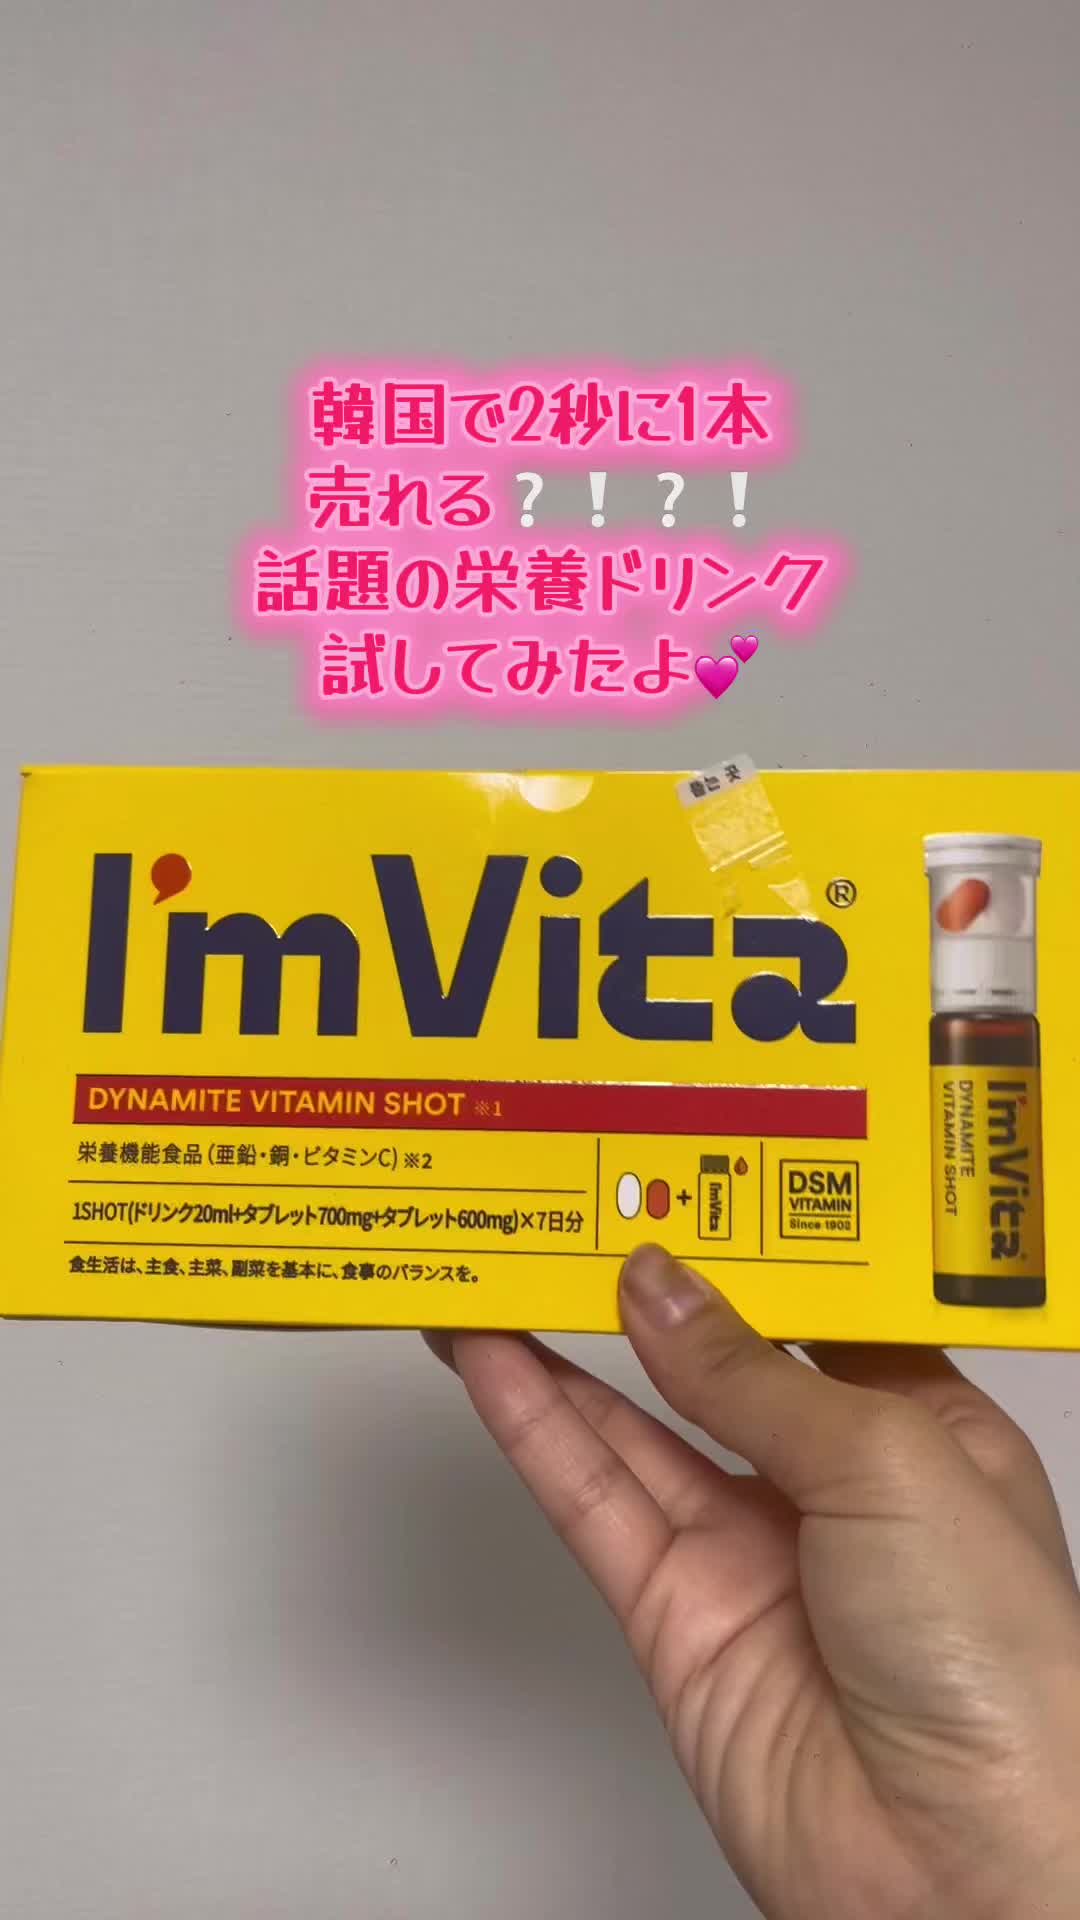 韓国で2秒に1本
売れる❔❕❔❕
話題の栄養ドリンク
試してみたよ💕
I'm Vita®
DYNAMITE VITAMIN SHOT ※1
栄養機能食品（亜鉛・銅・ビタミンC）※2
1SHOT(ドリンク20ml+タブレット700mg+タブレット600mg)×7日分
食生活は、主食、主菜、副菜を基本に、食事のバランスを。
+
I'm Vita
DSM
VITAMIN
Since 1902
I'm Vita
DYNAMITE
VITAMIN SHOT